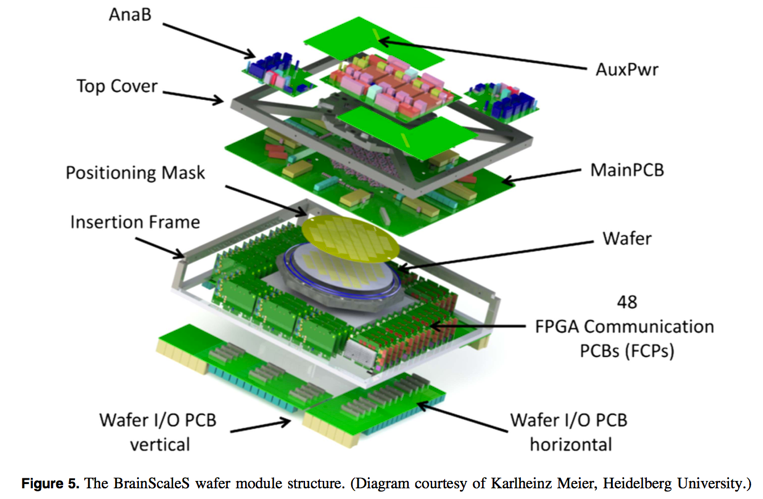 AnaB
AuxPwr
Top Cover
MainPCB
Positioning Mask
Insertion Frame
Wafer
48
FPGA Communication
PCBs (FCPs)
Wafer I/O PCB
vertical
Wafer I/O PCB
horizontal
Figure 5. The BrainScaleS wafer module structure. (Diagram courtesy of Karlheinz Meier, Heidelberg University.)